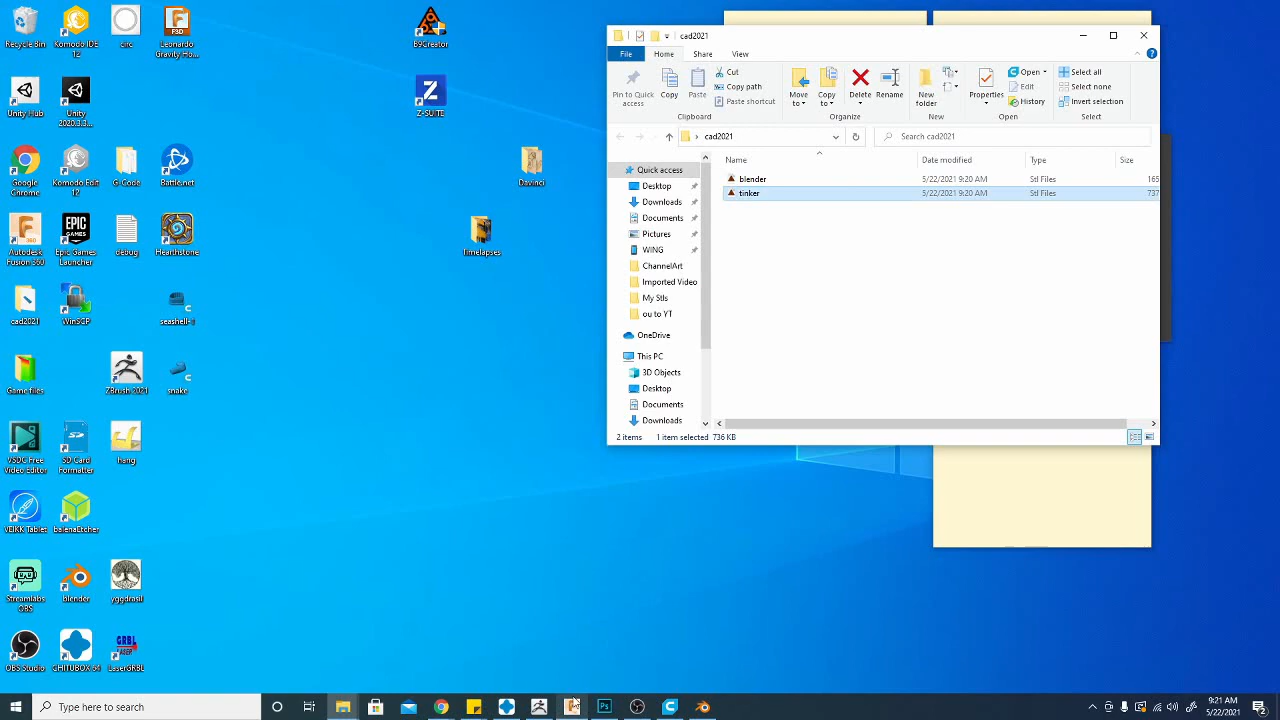 Recycle Bin
Komodo IDE 12
circ
Leonardo Gravity Ho...
B9Creator
Unity Hub
Unity 2020.3.3...
Z-SUITE
Google Chrome
Komodo Edit 12
G-Code
Battle.net
Davinci
Autodesk Fusion 360
Epic Games Launcher
debug
Hearthstone
Timelapses
cad2021
WinSCP
Game files
ZBrush 2021
snake
VSDC Free Video Editor
SD Card Formatter
hang
VEIKK Tablet
balenaEtcher
Streamlabs OBS
blender
yggdrasil
OBS Studio
CHITUBOX 64
GRBL
LASER
LaserGRBL
cad2021
File Home Share View
Pin to Quick access
Copy
Paste
Cut
Copy path
Paste shortcut
Clipboard
Move to
Copy to
Delete
Rename
Organize
New folder
New
Properties
Open
Edit
History
Open
Select all
Select none
Invert selection
Select
cad2021
Search cad2021
Name Date modified Type Size
blender 5/22/2021 9:20 AM Stl Files 165
tinker 5/22/2021 9:20 AM Stl Files 737
Quick access
Desktop
Downloads
Documents
Pictures
WING
ChannelArt
Imported Video
My Stls
ou to YT
OneDrive
This PC
3D Objects
Desktop
Documents
Downloads
2 items 1 item selected 736 KB
Type here to search
9:21 AM
5/22/2021